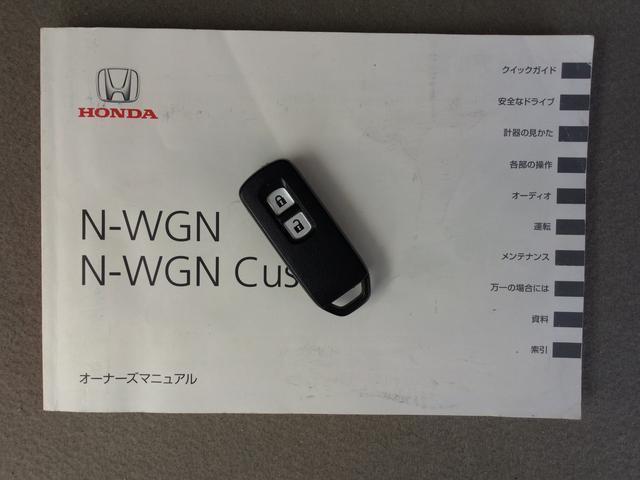 HONDA
N-WGN
N-WGN Cus
オーナーズマニュアル
クイックガイド
安全なドライブ
計器の見かた
各部の操作
オーディオ
運転
メンテナンス
万一の場合には
資料
索引